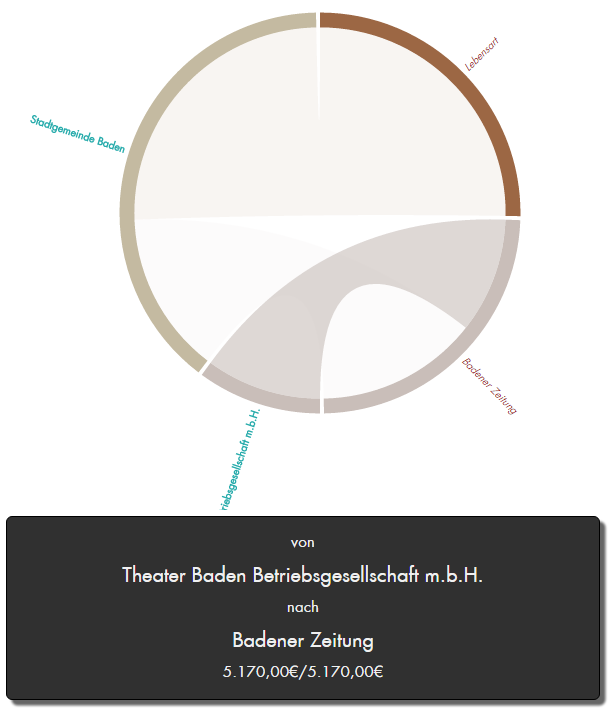 Lebensart
Stadtgemeinde Baden
Badener Zeitung
riebsgesellschaft m.b.H.
von
Theater Baden Betriebsgesellschaft m.b.H.
nach
Badener Zeitung
5.170,00€/5.170,00€